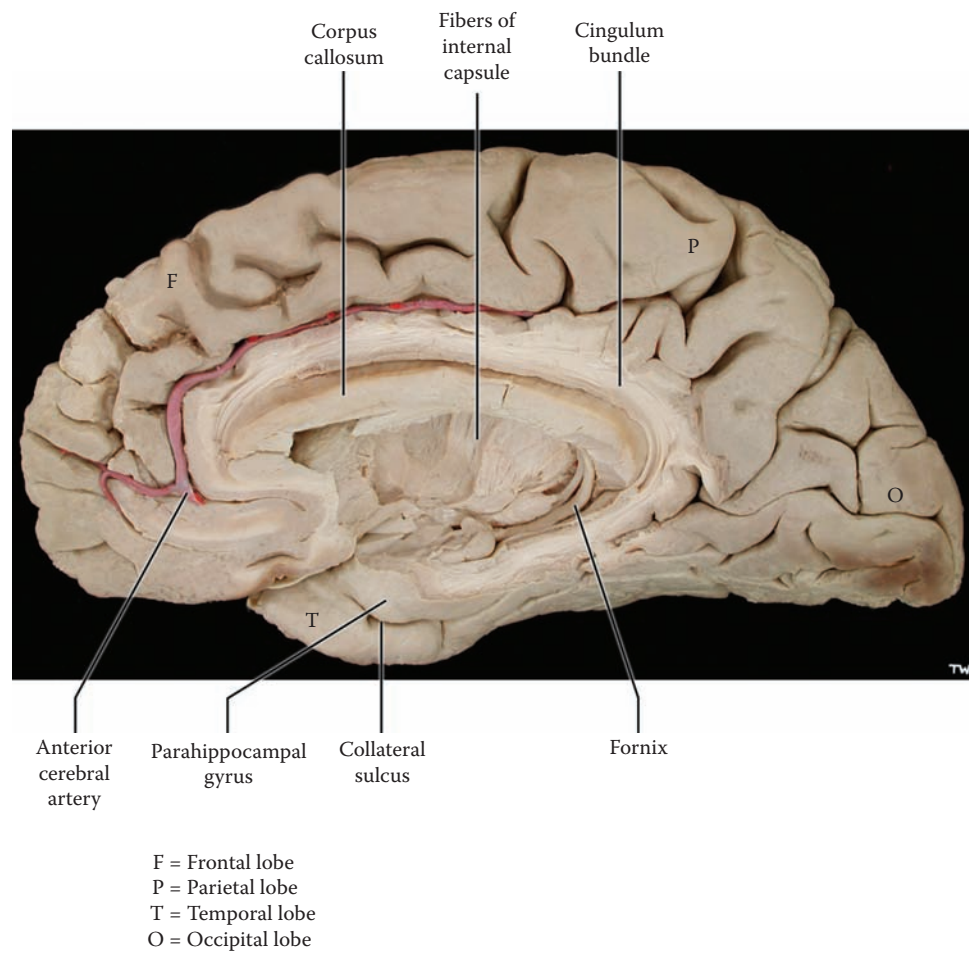 Corpus
callosum
Fibers of
internal
capsule
Cingulum
bundle
F
P
O
T
TW
Anterior
cerebral
artery
Parahippocampal
gyrus
Collateral
sulcus
Fornix
F = Frontal lobe
P = Parietal lobe
T = Temporal lobe
O = Occipital lobe